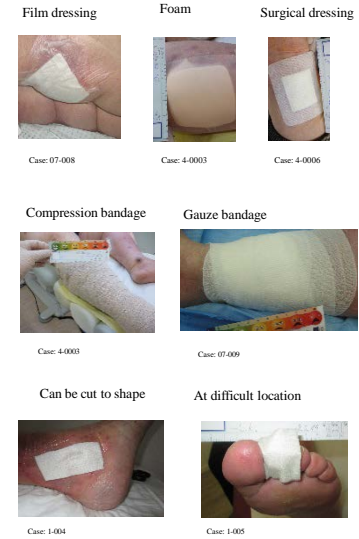 Film dressing
Foam
Surgical dressing
Case: 07-008
Case: 4-0003
Case: 4-0006
Compression bandage
Gauze bandage
Case: 4-0003
Case: 07-009
Can be cut to shape
At difficult location
Case: 1-004
Case: 1-005